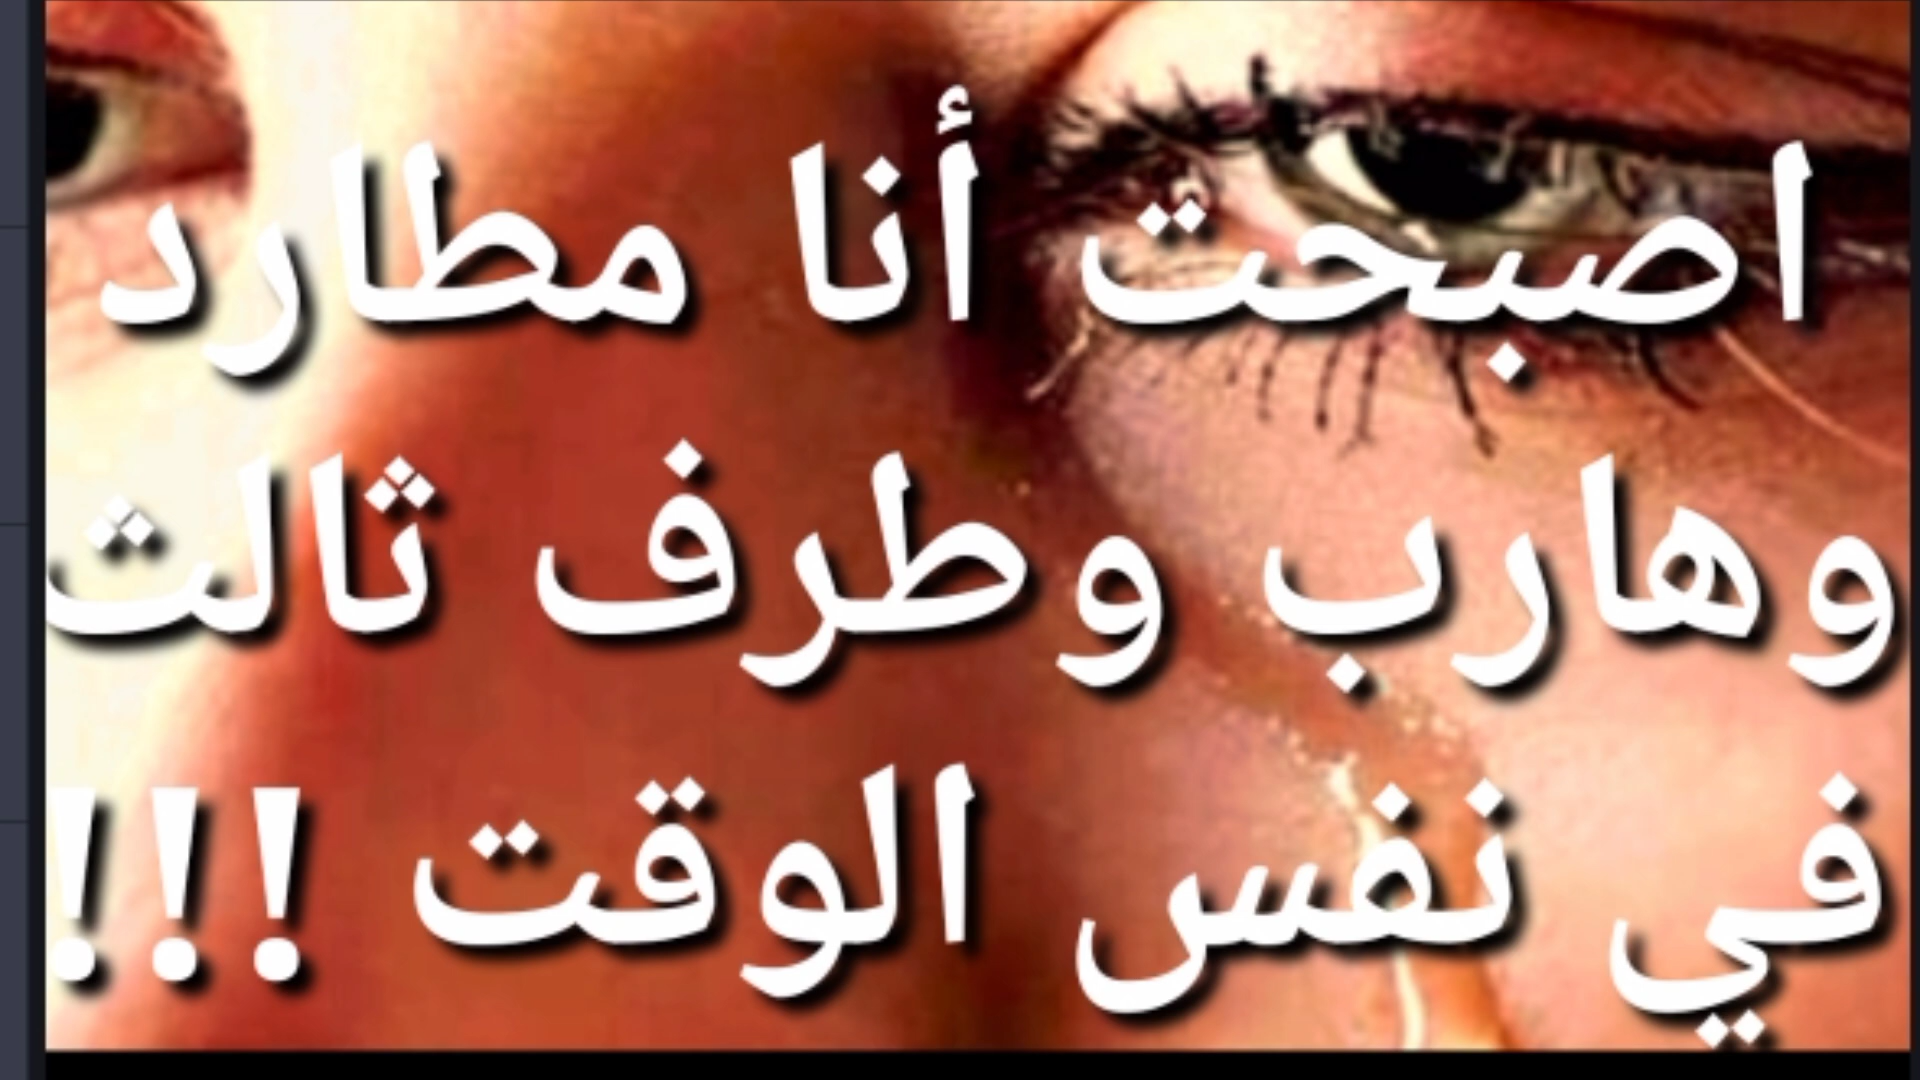 اصبحت أنا مطارد
وهارب وطرف ثالث
في نفس الوقت !!!